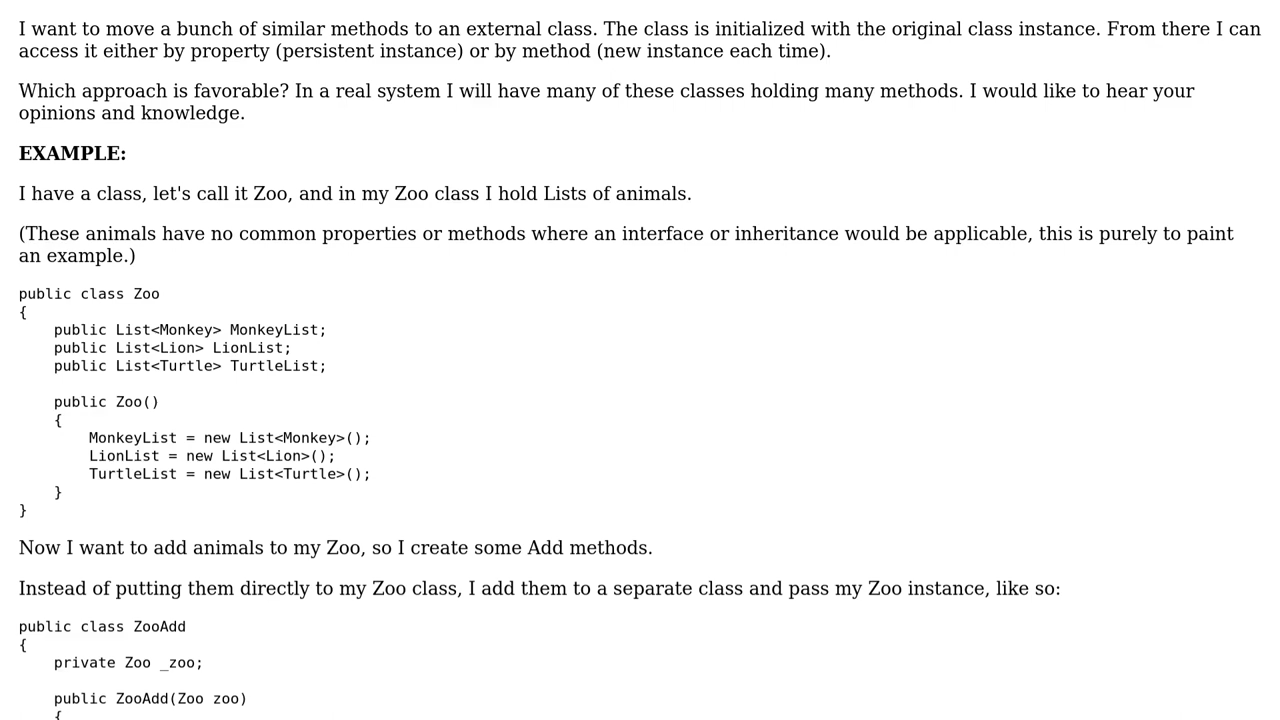 I want to move a bunch of similar methods to an external class. The class is initialized with the original class instance. From there I can
access it either by property (persistent instance) or by method (new instance each time).
Which approach is favorable? In a real system I will have many of these classes holding many methods. I would like to hear your
opinions and knowledge.
EXAMPLE:
I have a class, let's call it Zoo, and in my Zoo class I hold Lists of animals.
(These animals have no common properties or methods where an interface or inheritance would be applicable, this is purely to paint
an example.)
public class Zoo
{
    public List<Monkey> MonkeyList;
    public List<Lion> LionList;
    public List<Turtle> TurtleList;

    public Zoo()
    {
        MonkeyList = new List<Monkey>();
        LionList = new List<Lion>();
        TurtleList = new List<Turtle>();
    }
}
Now I want to add animals to my Zoo, so I create some Add methods.
Instead of putting them directly to my Zoo class, I add them to a separate class and pass my Zoo instance, like so:
public class ZooAdd
{
    private Zoo _zoo;

    public ZooAdd(Zoo zoo)
    {